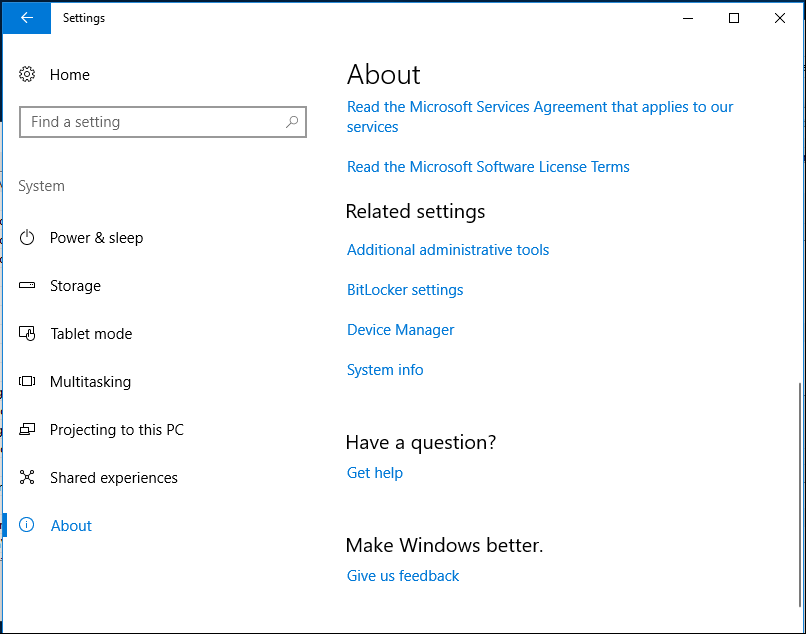 Settings
Home
Find a setting
System
Power & sleep
Storage
Tablet mode
Multitasking
Projecting to this PC
Shared experiences
About
About
Read the Microsoft Services Agreement that applies to our
services
Read the Microsoft Software License Terms
Related settings
Additional administrative tools
BitLocker settings
Device Manager
System info
Have a question?
Get help
Make Windows better.
Give us feedback